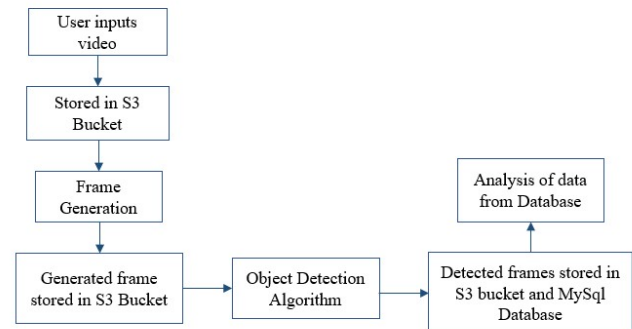 User inputs
video
Stored in S3
Bucket
Frame
Generation
Generated frame
stored in S3 Bucket
Object Detection
Algorithm
Detected frames stored in
S3 bucket and MySql
Database
Analysis of data
from Database